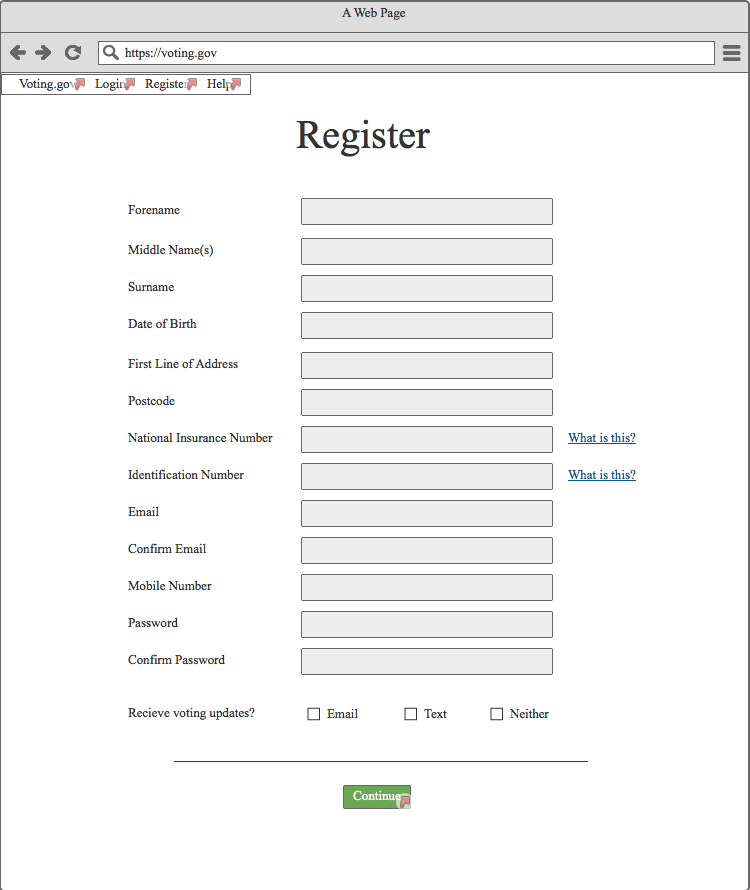 A Web Page
https://voting.gov
Voting.gov Login Register Help
Register
Forename
Middle Name(s)
Surname
Date of Birth
First Line of Address
Postcode
National Insurance Number What is this?
Identification Number What is this?
Email
Confirm Email
Mobile Number
Password
Confirm Password
Recieve voting updates? Email Text Neither
Continue